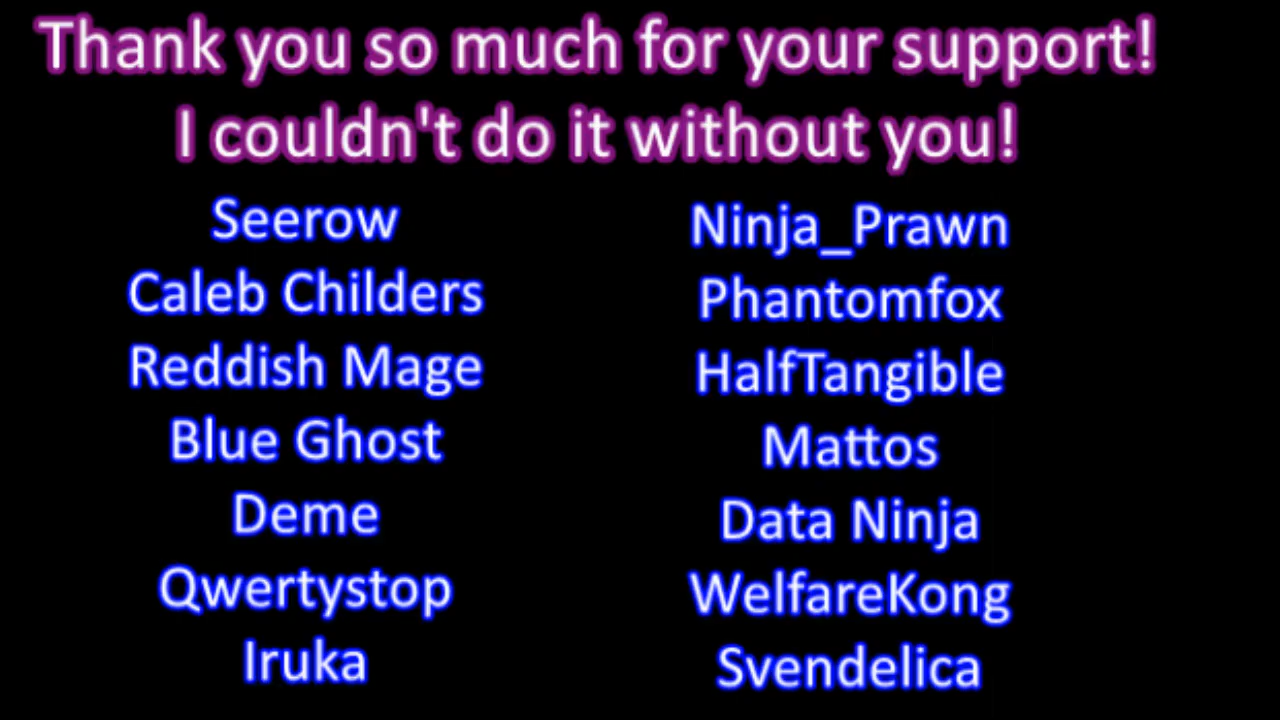 Thank you so much for your support!
I couldn't do it without you!
Seerow
Caleb Childers
Reddish Mage
Blue Ghost
Deme
Qwertystop
Iruka
Ninja_Prawn
Phantomfox
HalfTangible
Mattos
Data Ninja
WelfareKong
Svendelica